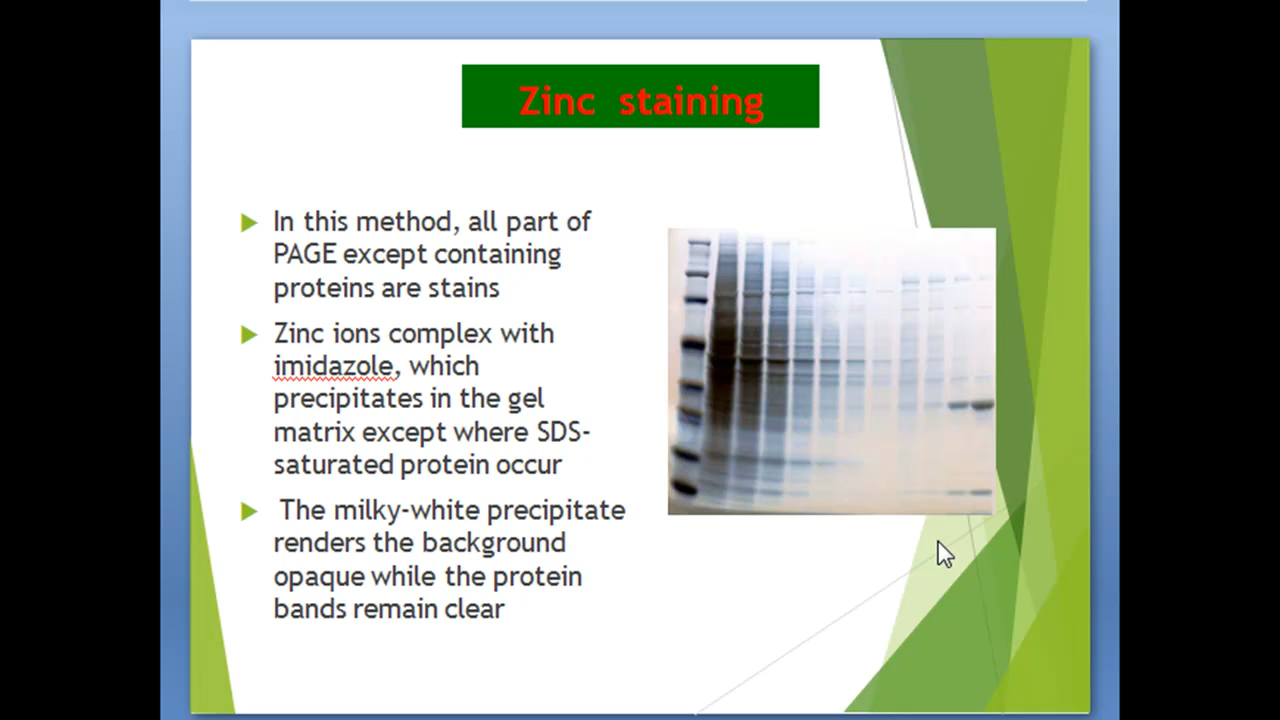 Zinc staining
In this method, all part of
PAGE except containing
proteins are stains
Zinc ions complex with
imidazole, which
precipitates in the gel
matrix except where SDS-
saturated protein occur
The milky-white precipitate
renders the background
opaque while the protein
bands remain clear